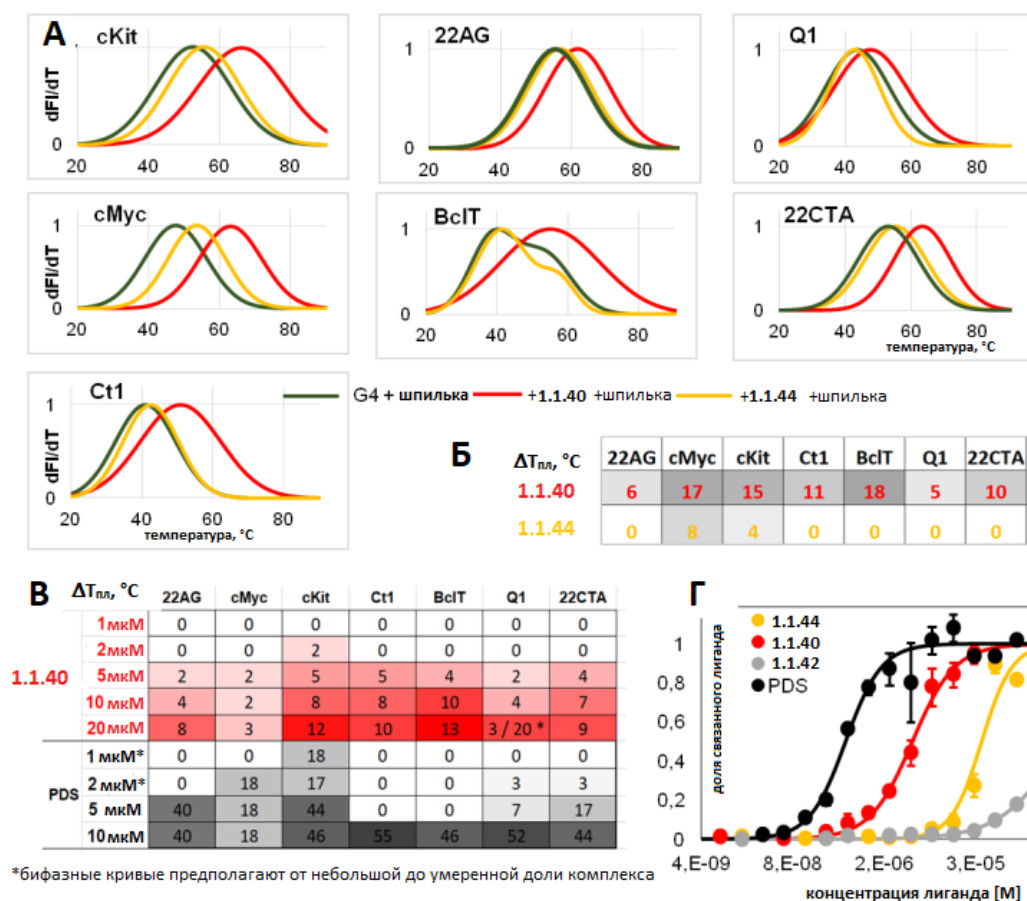 А
cKit
dFI/dT
0
20 40 60 80
22AG
1
0
20 40 60 80
Q1
1
0
20 40 60 80
cMyc
dFI/dT
1
0
20 40 60 80
BclT
1
0
20 40 60 80
22CTA
1
0
20 40 60 80
температура, °C
Ct1
dFI/dT
1
0
20 40 60 80
температура, °C
G4 + шпилька +1.1.40 +шпилька +1.1.44 +шпилька
Б
ΔTпл, °C 22AG cMyc cKit Ct1 BclT Q1 22CTA
1.1.40 6 17 15 11 18 5 10
1.1.44 0 8 4 0 0 0 0
В
ΔTпл, °C 22AG cMyc cKit Ct1 BclT Q1 22CTA
1.1.40
1 мкМ 0 0 0 0 0 0 0
2 мкМ 0 0 2 0 0 0 0
5 мкМ 2 2 5 5 4 2 4
10 мкМ 4 2 8 8 10 4 7
20 мкМ 8 3 12 10 13 3 / 20 * 9
PDS
1 мкМ* 0 0 18 0 0 0 0
2 мкМ* 0 18 17 0 0 3 3
5 мкМ 40 18 44 0 0 7 17
10 мкМ 40 18 46 55 46 52 44
*бифазные кривые предполагают от небольшой до умеренной доли комплекса
Г
1.1.44
1.1.40
1.1.42
PDS
доля связанного лиганда
1
0,8
0,6
0,4
0,2
0
4,E-09 8,E-08 2,E-06 3,E-05
концентрация лиганда [М]